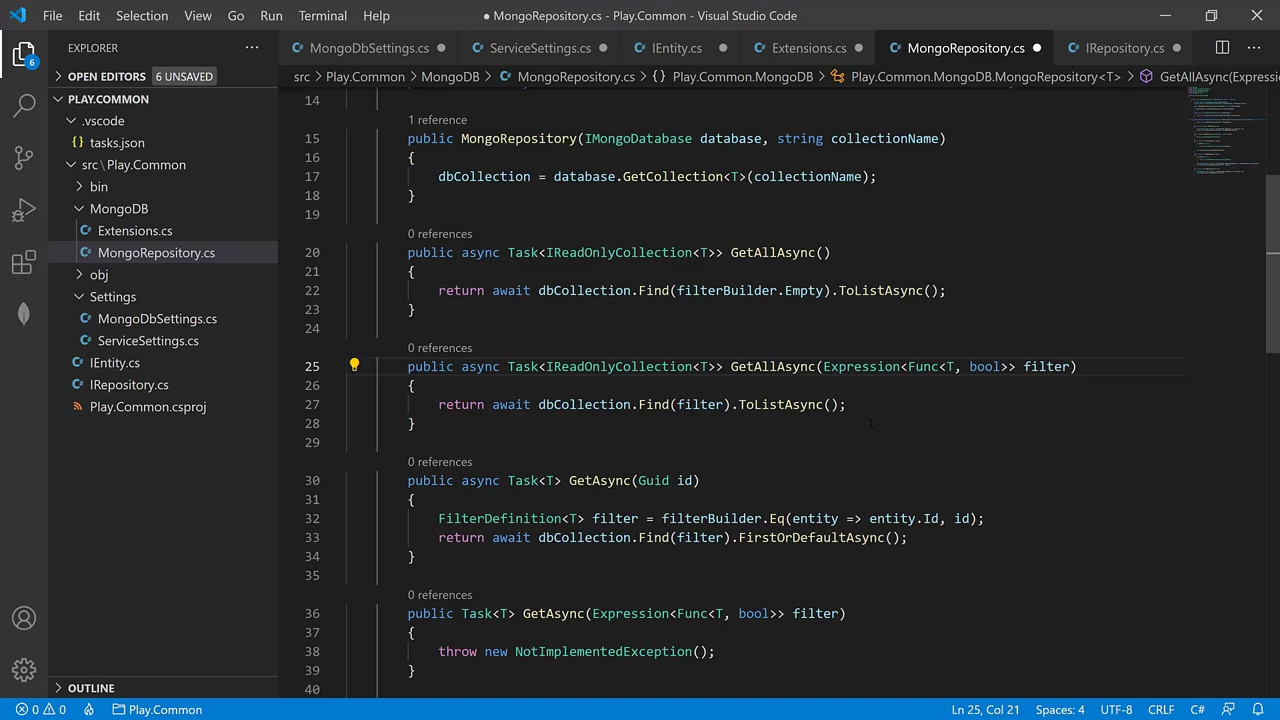 File Edit Selection View Go Run Terminal Help
● MongoRepository.cs - Play.Common - Visual Studio Code
EXPLORER
MongoDbSettings.cs
ServiceSettings.cs
IEntity.cs
Extensions.cs
MongoRepository.cs
IRepository.cs
6
OPEN EDITORS 6 UNSAVED
PLAY.COMMON
.vscode
tasks.json
src \ Play.Common
bin
MongoDB
Extensions.cs
MongoRepository.cs
obj
Settings
MongoDbSettings.cs
ServiceSettings.cs
IEntity.cs
IRepository.cs
Play.Common.csproj
OUTLINE
src > Play.Common > MongoDB > MongoRepository.cs > {} Play.Common.MongoDB > Play.Common.MongoDB.MongoRepository<T> > GetAllAsync(Expressi
14
1 reference
15 public MongoRepository(IMongoDatabase database, string collectionName)
16 {
17 dbCollection = database.GetCollection<T>(collectionName);
18 }
19
0 references
20 public async Task<IReadOnlyCollection<T>> GetAllAsync()
21 {
22 return await dbCollection.Find(filterBuilder.Empty).ToListAsync();
23 }
24
0 references
25 public async Task<IReadOnlyCollection<T>> GetAllAsync(Expression<Func<T, bool>> filter)
26 {
27 return await dbCollection.Find(filter).ToListAsync();
28 }
29
0 references
30 public async Task<T> GetAsync(Guid id)
31 {
32 FilterDefinition<T> filter = filterBuilder.Eq(entity => entity.Id, id);
33 return await dbCollection.Find(filter).FirstOrDefaultAsync();
34 }
35
0 references
36 public Task<T> GetAsync(Expression<Func<T, bool>> filter)
37 {
38 throw new NotImplementedException();
39 }
40
0 0 Play.Common Ln 25, Col 21 Spaces: 4 UTF-8 CRLF C#